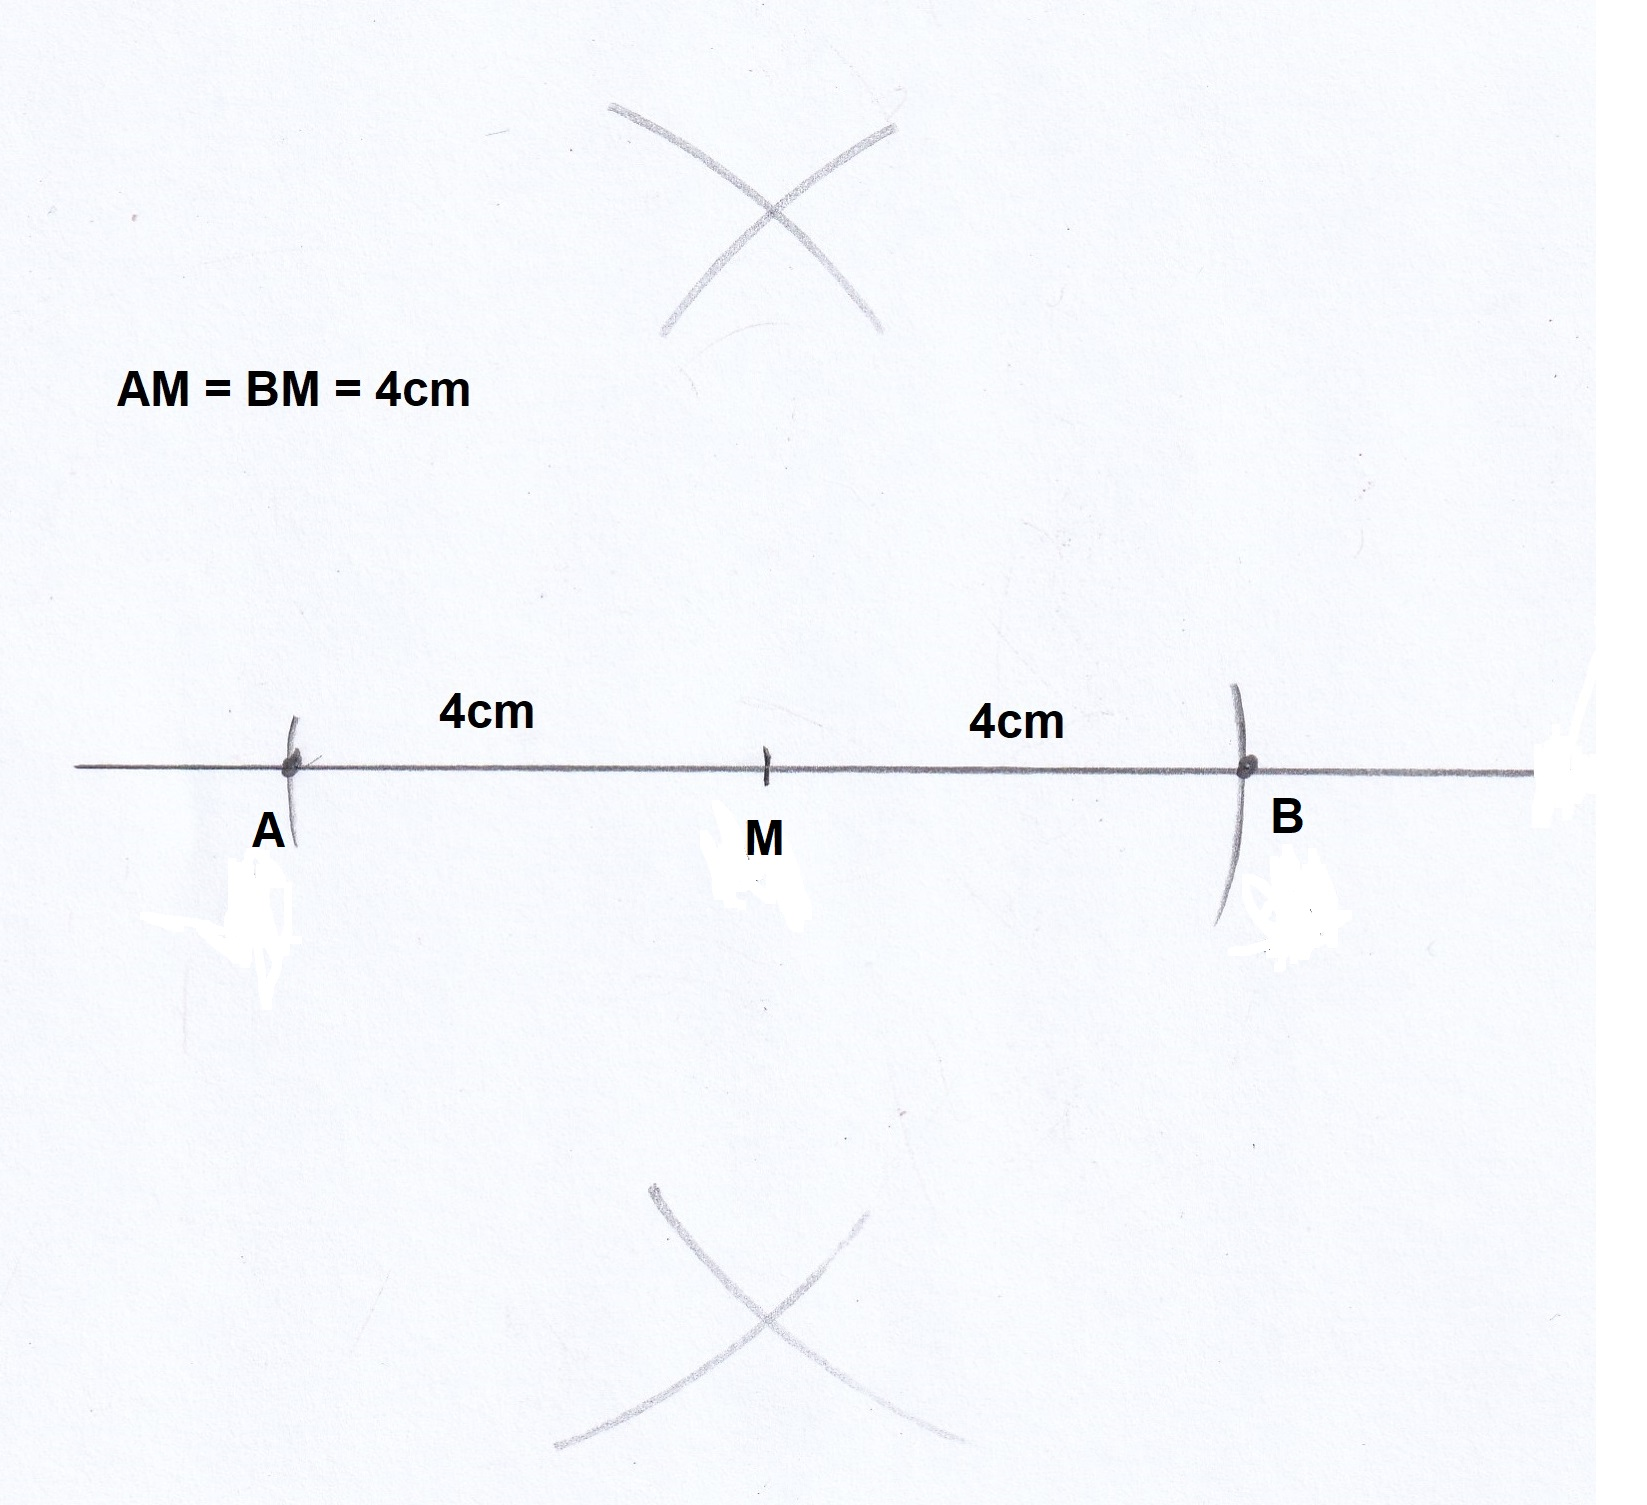 AM = BM = 4cm
4cm
4cm
A
M
B